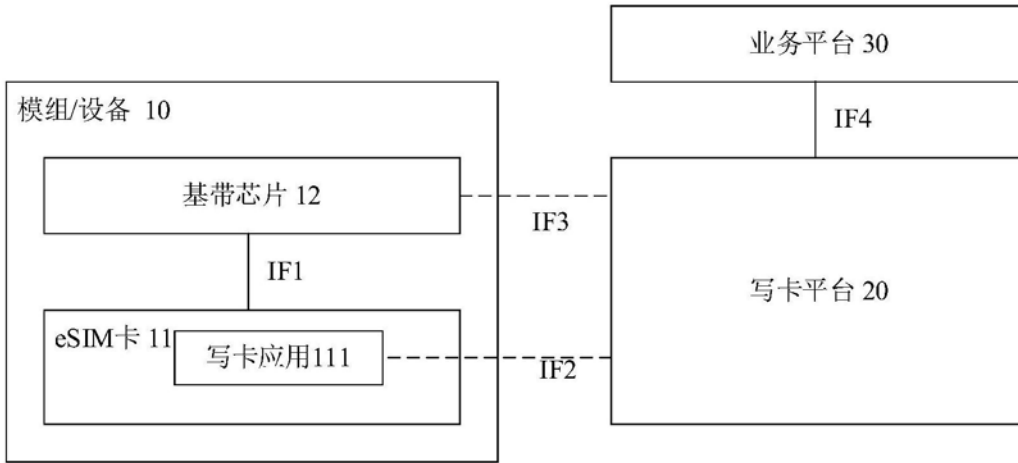 业务平台 30
模组/设备 10
IF4
基带芯片 12
IF3
IF1
写卡平台 20
eSIM卡 11
写卡应用111
IF2